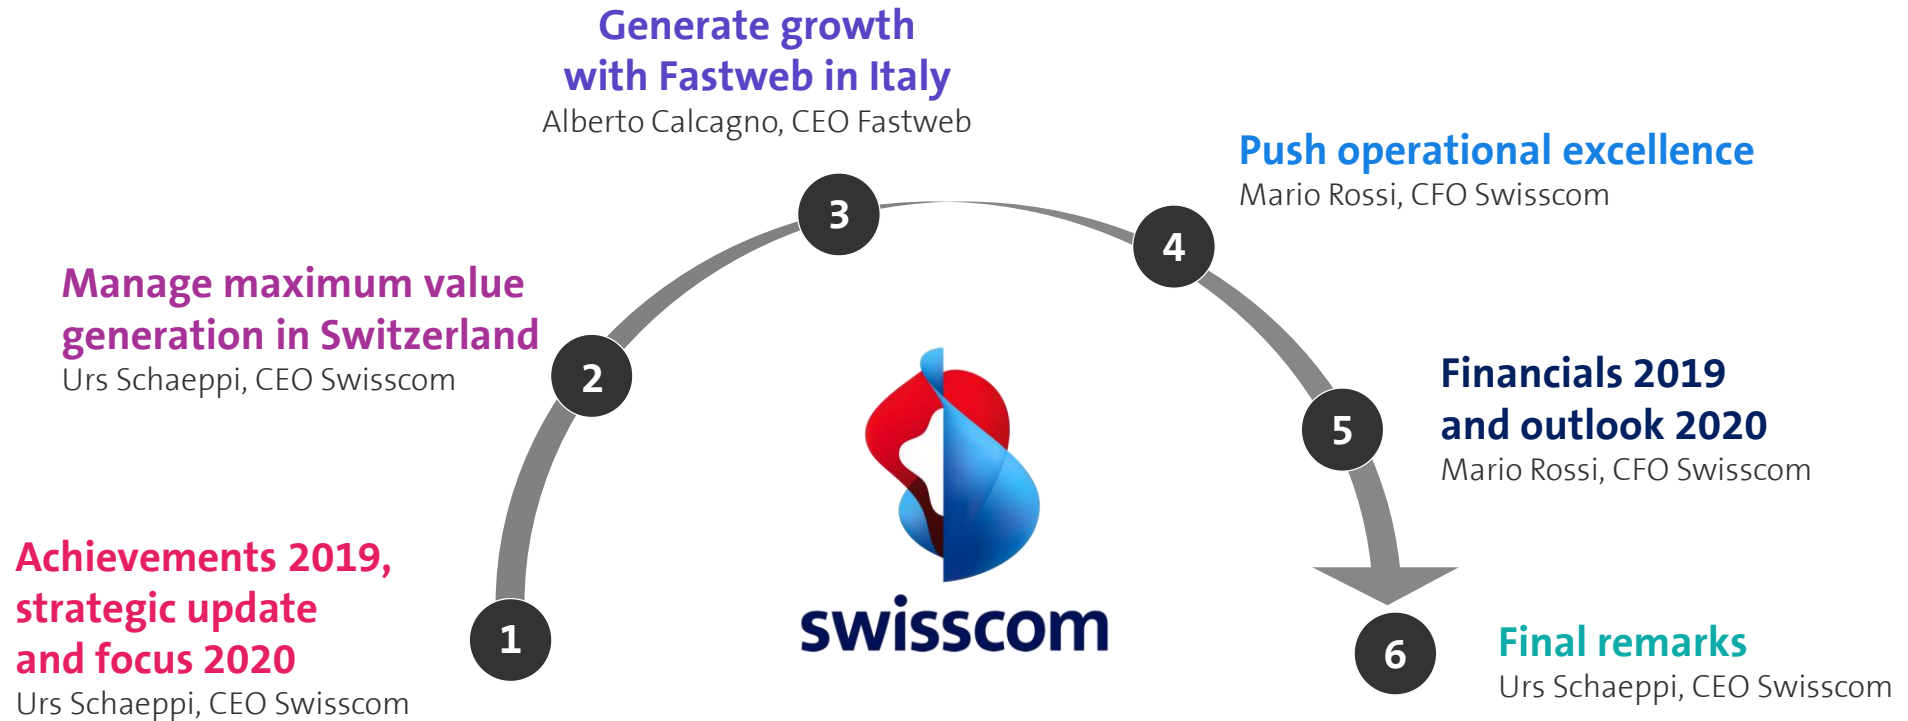 1
Achievements 2019,
strategic update
and focus 2020
Urs Schaeppi, CEO Swisscom
2
Manage maximum value
generation in Switzerland
Urs Schaeppi, CEO Swisscom
3
Generate growth
with Fastweb in Italy
Alberto Calcagno, CEO Fastweb
4
Push operational excellence
Mario Rossi, CFO Swisscom
5
Financials 2019
and outlook 2020
Mario Rossi, CFO Swisscom
6
Final remarks
Urs Schaeppi, CEO Swisscom
swisscom